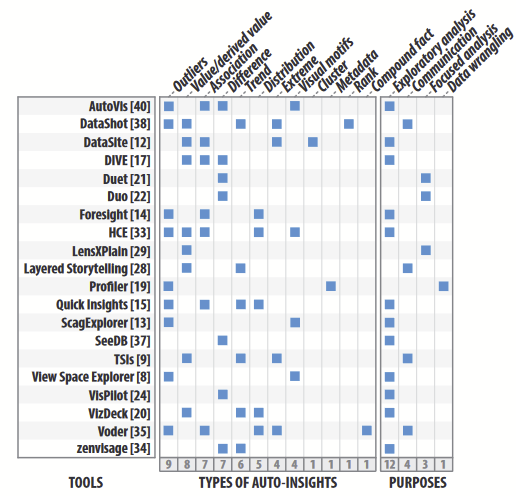 Outliers
Value/derived value
Association
Difference
Trend
Distribution
Extreme
Visual motifs
Cluster
Metadata
Rank
Compound fact
Exploratory analysis
Communication
Focused analysis
Data wrangling
AutoVis [40]
DataShot [38]
DataSite [12]
DIVE [17]
Duet [21]
Duo [22]
Foresight [14]
HCE [33]
LensXPlain [29]
Layered Storytelling [28]
Profiler [19]
Quick Insights [15]
ScagExplorer [13]
SeeDB [37]
TSIs [9]
View Space Explorer [8]
VisPilot [24]
VizDeck [20]
Voder [35]
zenvisage [34]
9 8 7 7 6 5 4 4 1 1 1 1 12 4 3 1
TOOLS TYPES OF AUTO-INSIGHTS PURPOSES